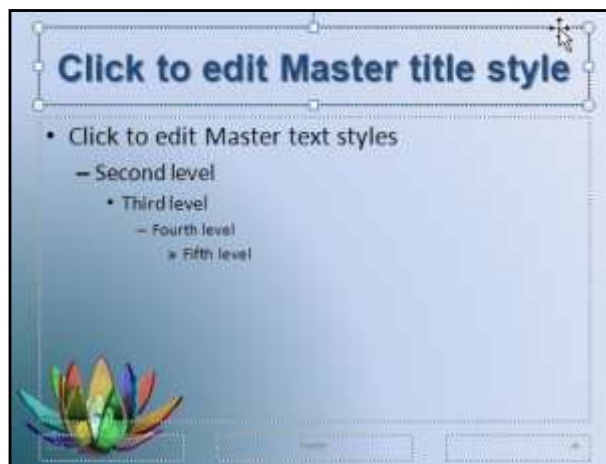 Click to edit Master title style
• Click to edit Master text styles
– Second level
• Third level
– Fourth level
» Fifth level